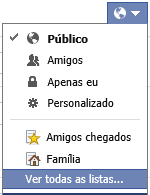 Público
Amigos
Apenas eu
Personalizado
Amigos chegados
Família
Ver todas as listas...